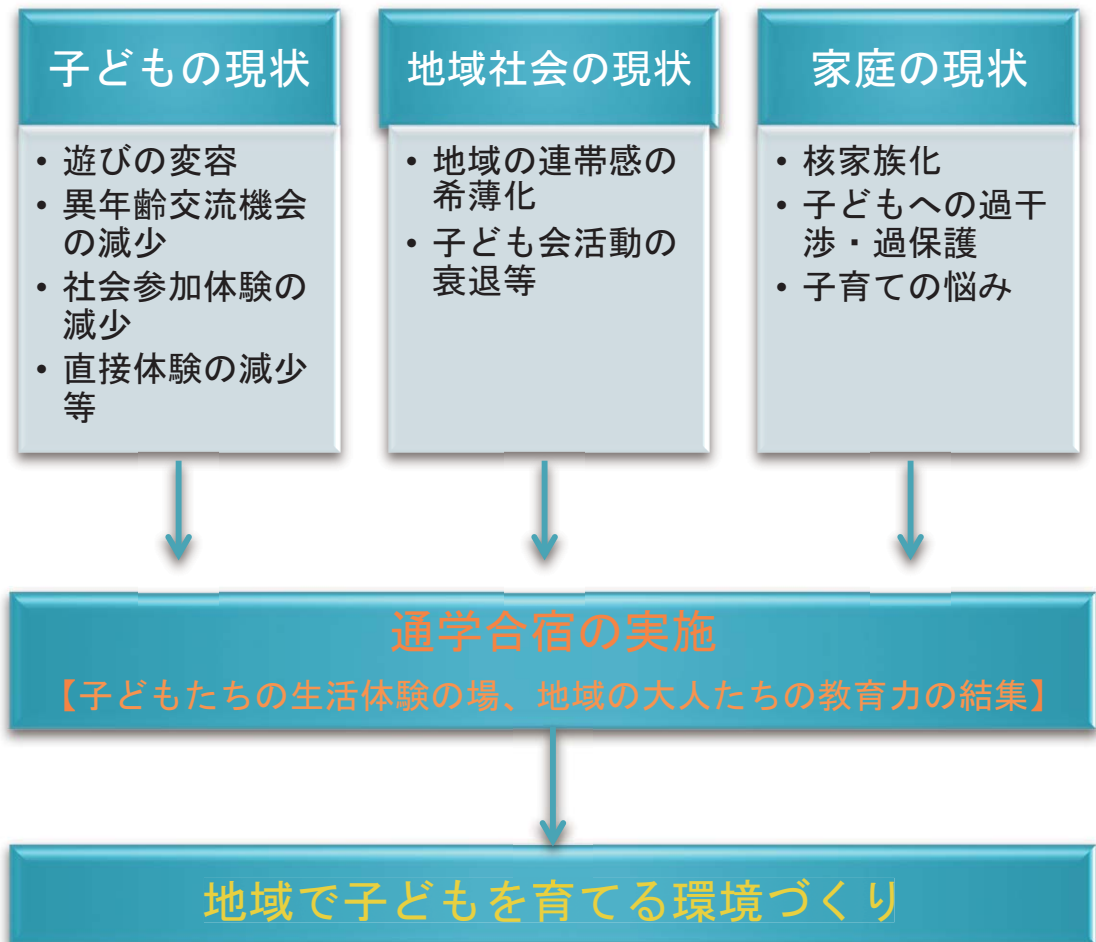 子どもの現状
・遊びの変容
・異年齢交流機会
の減少
・社会参加体験の
減少
・直接体験の減少
等
地域社会の現状
・地域の連帯感の
希薄化
・子ども会活動の
衰退等
家庭の現状
・核家族化
・子どもへの過干
渉・過保護
・子育ての悩み
通学合宿の実施
【子どもたちの生活体験の場、地域の大人たちの教育力の結集】
地域で子どもを育てる環境づくり